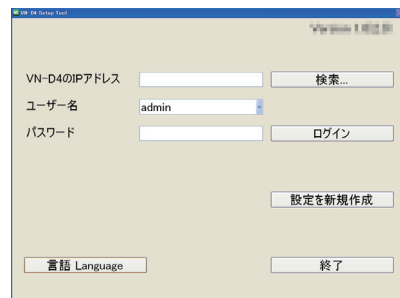 VN-D4 Setup Tool
VN-D4のIPアドレス
検索...
ユーザー名
admin
パスワード
ログイン
設定を新規作成
言語 Language
終了